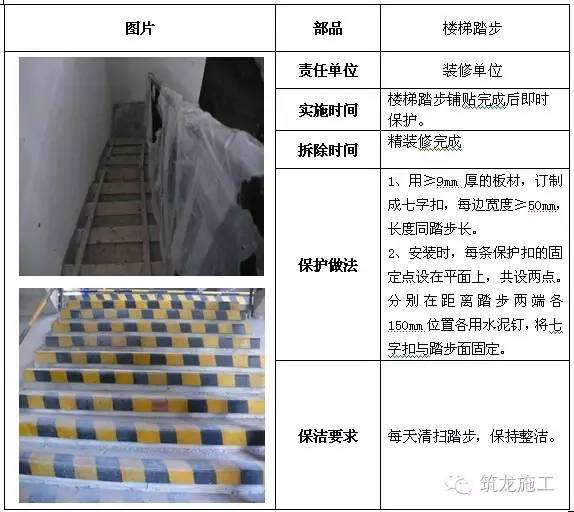 图片
部品
楼梯踏步
责任单位
装修单位
实施时间
楼梯踏步铺贴完成后即时
保护。
拆除时间
精装修完成
保护做法
1、用≥9mm 厚的板材，订制
成七字扣，每边宽度≥50mm，
长度同踏步长。
2、安装时，每条保护扣的固
定点设在平面上，共设两点。
分别在距离踏步两端各
150mm 位置各用水泥钉，将七
字扣与踏步面固定。
保洁要求
每天清扫踏步，保持整洁。
筑龙施工